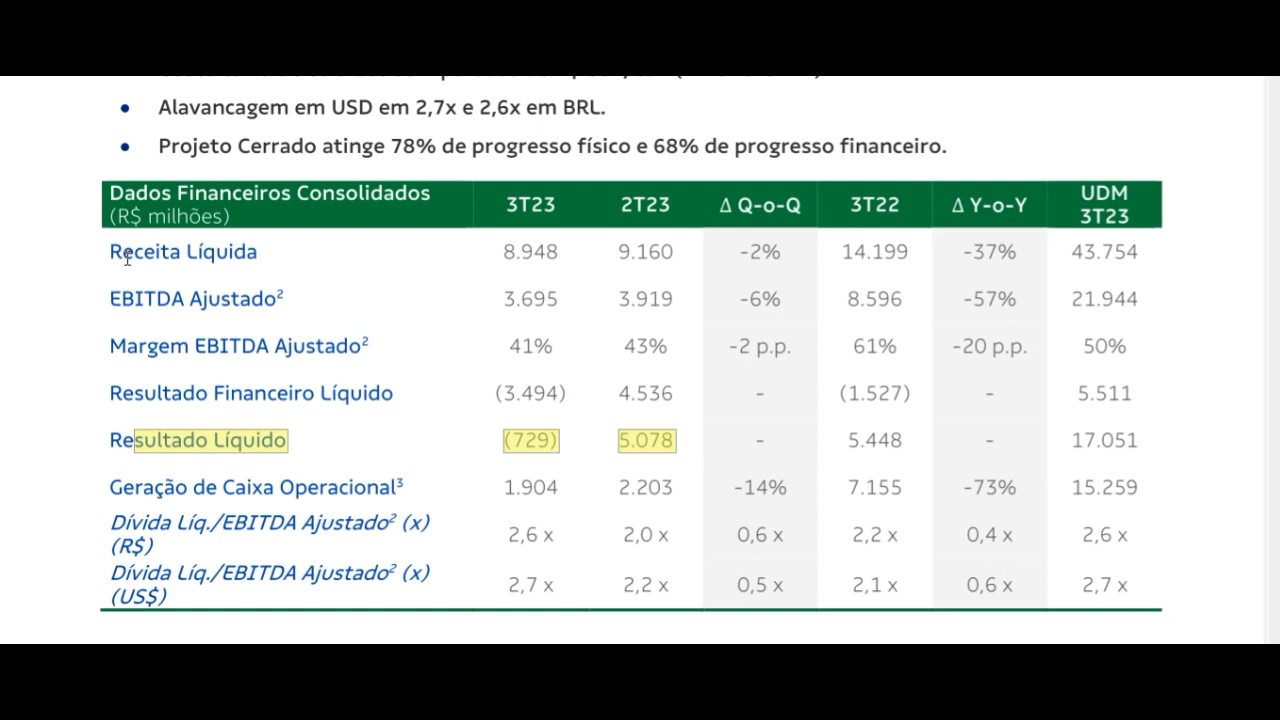 • Alavancagem em USD em 2,7x e 2,6x em BRL.
• Projeto Cerrado atinge 78% de progresso físico e 68% de progresso financeiro.
Dados Financeiros Consolidados (R$ milhões) 3T23 2T23 Δ Q-o-Q 3T22 Δ Y-o-Y UDM 3T23
Receita Líquida 8.948 9.160 -2% 14.199 -37% 43.754
EBITDA Ajustado² 3.695 3.919 -6% 8.596 -57% 21.944
Margem EBITDA Ajustado² 41% 43% -2 p.p. 61% -20 p.p. 50%
Resultado Financeiro Líquido (3.494) 4.536 - (1.527) - 5.511
Resultado Líquido (729) 5.078 - 5.448 - 17.051
Geração de Caixa Operacional³ 1.904 2.203 -14% 7.155 -73% 15.259
Dívida Líq./EBITDA Ajustado² (x) (R$) 2,6 x 2,0 x 0,6 x 2,2 x 0,4 x 2,6 x
Dívida Líq./EBITDA Ajustado² (x) (US$) 2,7 x 2,2 x 0,5 x 2,1 x 0,6 x 2,7 x